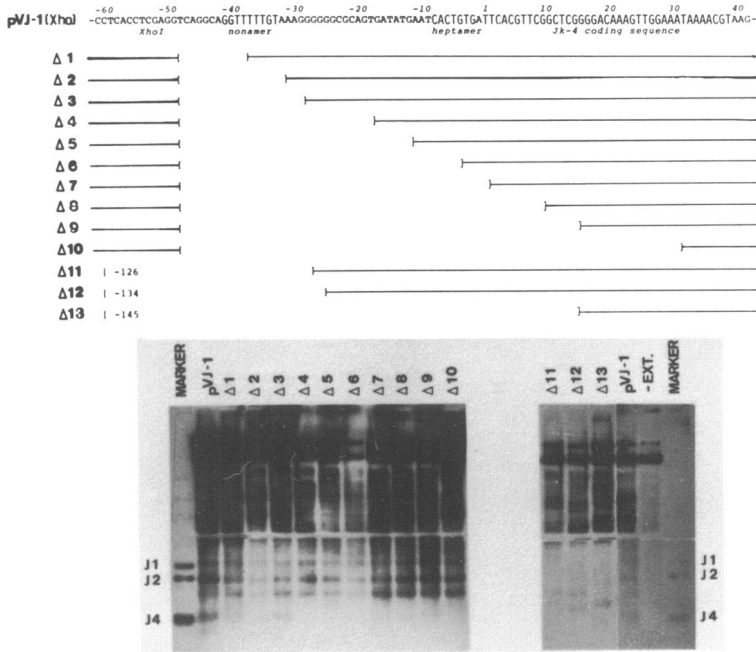 -60 -50 -40 -30 -20 -10 1 10 20 30 40
pVJ-1(Xho) -CCTCACCTCGAGGTCAGGCAGGTTTTTGTAAAGGGGGGCGCAGTGATATGAATCACTGTGATTCACGTTCGGCTCGGGGACAAAGTTGGAAATAAAACGTAAG-
XhoI nonamer heptamer Jk-4 coding sequence
Δ1
Δ2
Δ3
Δ4
Δ5
Δ6
Δ7
Δ8
Δ9
Δ10
Δ11 -126
Δ12 -134
Δ13 -145
MARKER pVJ-1 Δ1 Δ2 Δ3 Δ4 Δ5 Δ6 Δ7 Δ8 Δ9 Δ10
Δ11 Δ12 Δ13 pVJ-1 -EXT. MARKER
J1
J2
J4
J1
J2
J4